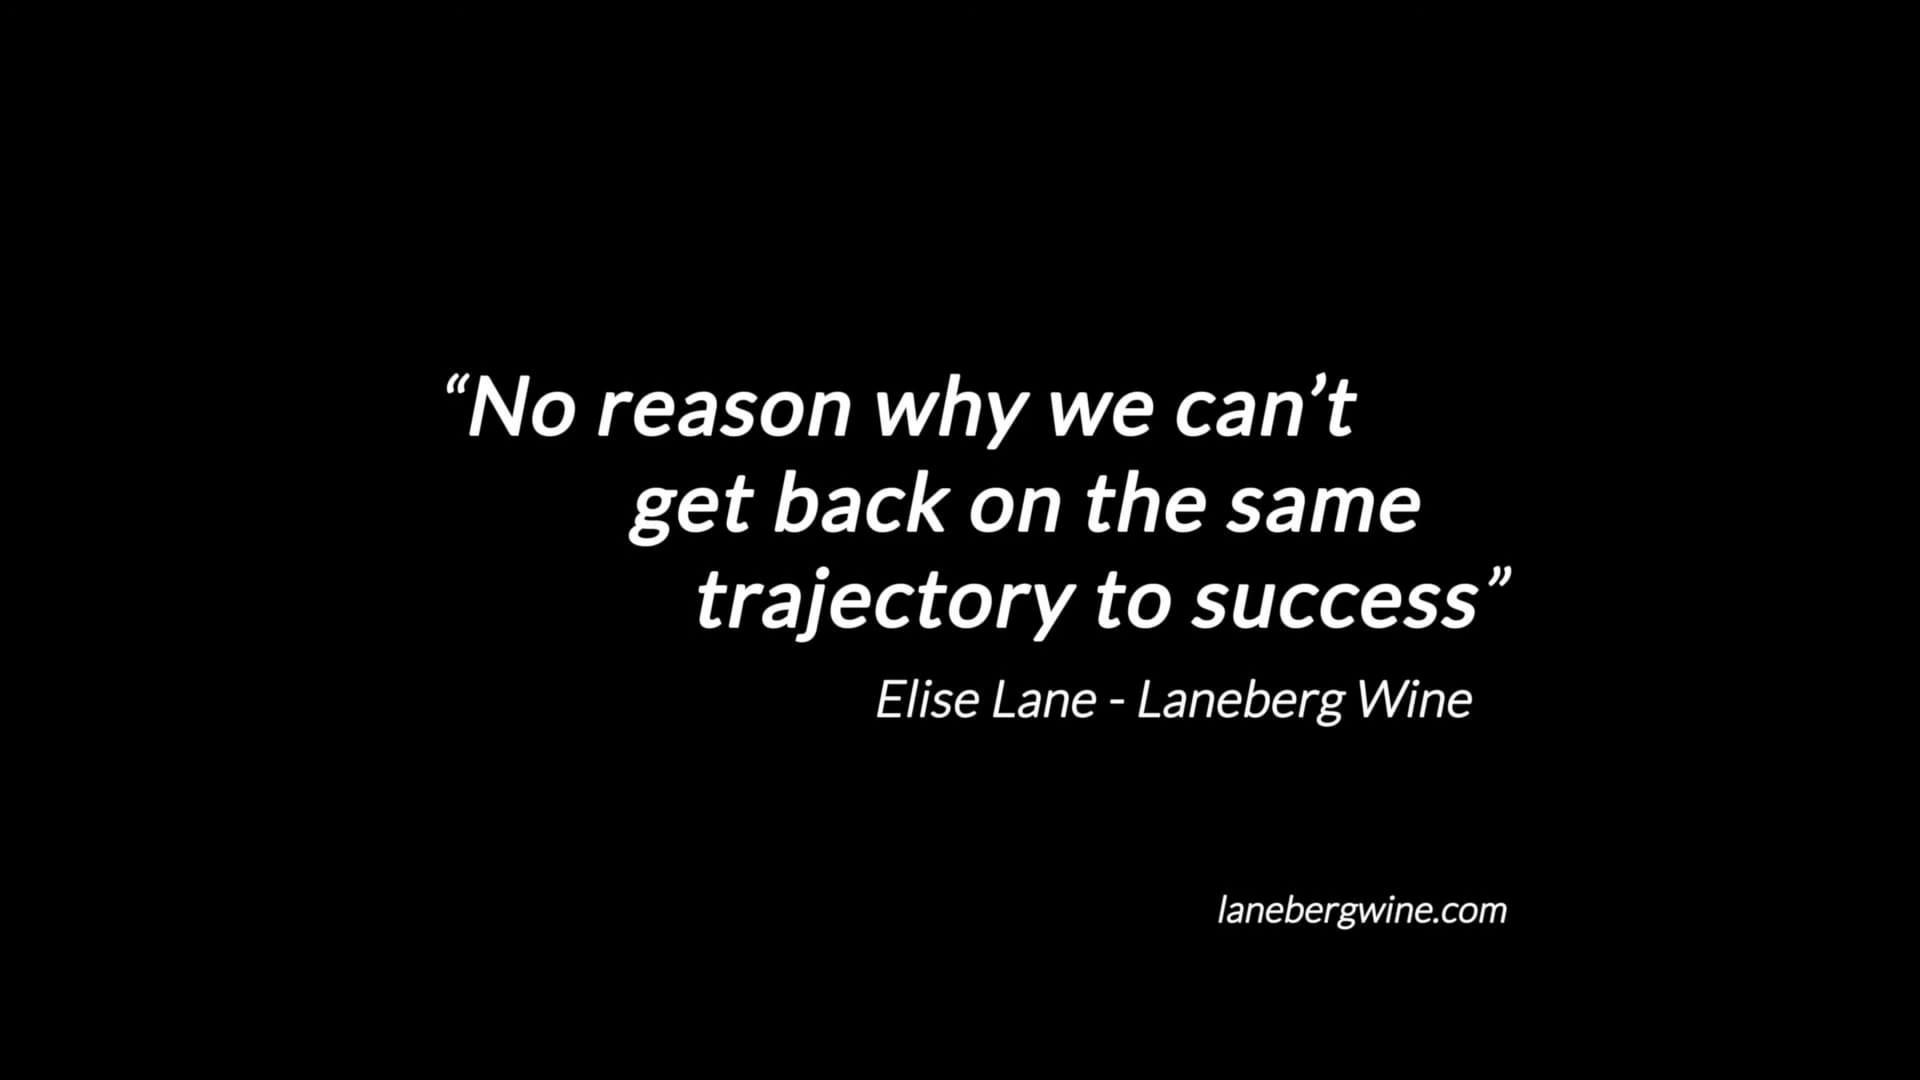 “No reason why we can’t
get back on the same
trajectory to success”
Elise Lane - Laneberg Wine
lanebergwine.com